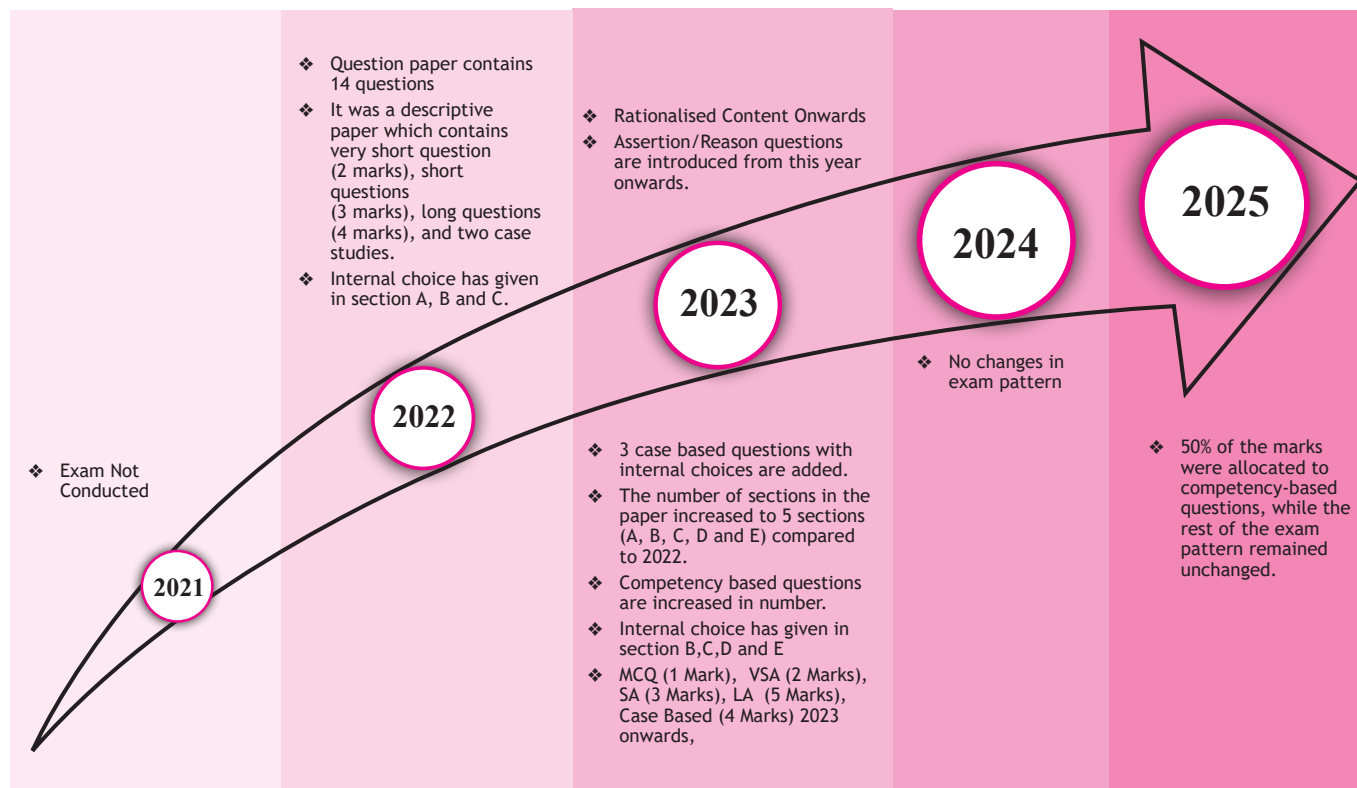 ❖ Exam Not
Conducted
2021
❖ Question paper contains
14 questions
❖ It was a descriptive
paper which contains
very short question
(2 marks), short
questions
(3 marks), long questions
(4 marks), and two case
studies.
❖ Internal choice has given
in section A, B and C.
2022
❖ Rationalised Content Onwards
❖ Assertion/Reason questions
are introduced from this year
onwards.
2023
❖ 3 case based questions with
internal choices are added.
❖ The number of sections in the
paper increased to 5 sections
(A, B, C, D and E) compared
to 2022.
❖ Competency based questions
are increased in number.
❖ Internal choice has given in
section B,C,D and E
❖ MCQ (1 Mark), VSA (2 Marks),
SA (3 Marks), LA (5 Marks),
Case Based (4 Marks) 2023
onwards,
2024
❖ No changes in
exam pattern
2025
❖ 50% of the marks
were allocated to
competency-based
questions, while the
rest of the exam
pattern remained
unchanged.